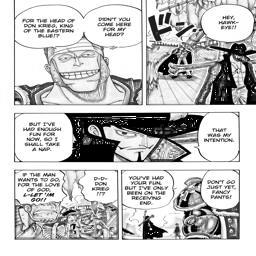 HEY,
HAWK-
EYE!!
DIDN'T YOU
COME HERE
FOR MY
HEAD?
FOR THE HEAD OF
DON KRIEG, KING
OF THE EASTERN
BLUE!?
THAT
WAS MY
INTENTION.
BUT I'VE
HAD ENOUGH
FUN FOR
NOW, SO I
SHALL TAKE
A NAP.
DON'T GO
JUST YET,
FANCY
PANTS!
YOU'VE HAD
YOUR FUN,
BUT I'VE ONLY
BEEN ON THE
RECEIVING
END.
D-D-
DON
KRIEG
!?
IF THE MAN
WANTS TO GO,
FOR THE LOVE
OF GOD,
L-LET 'IM
GO!!